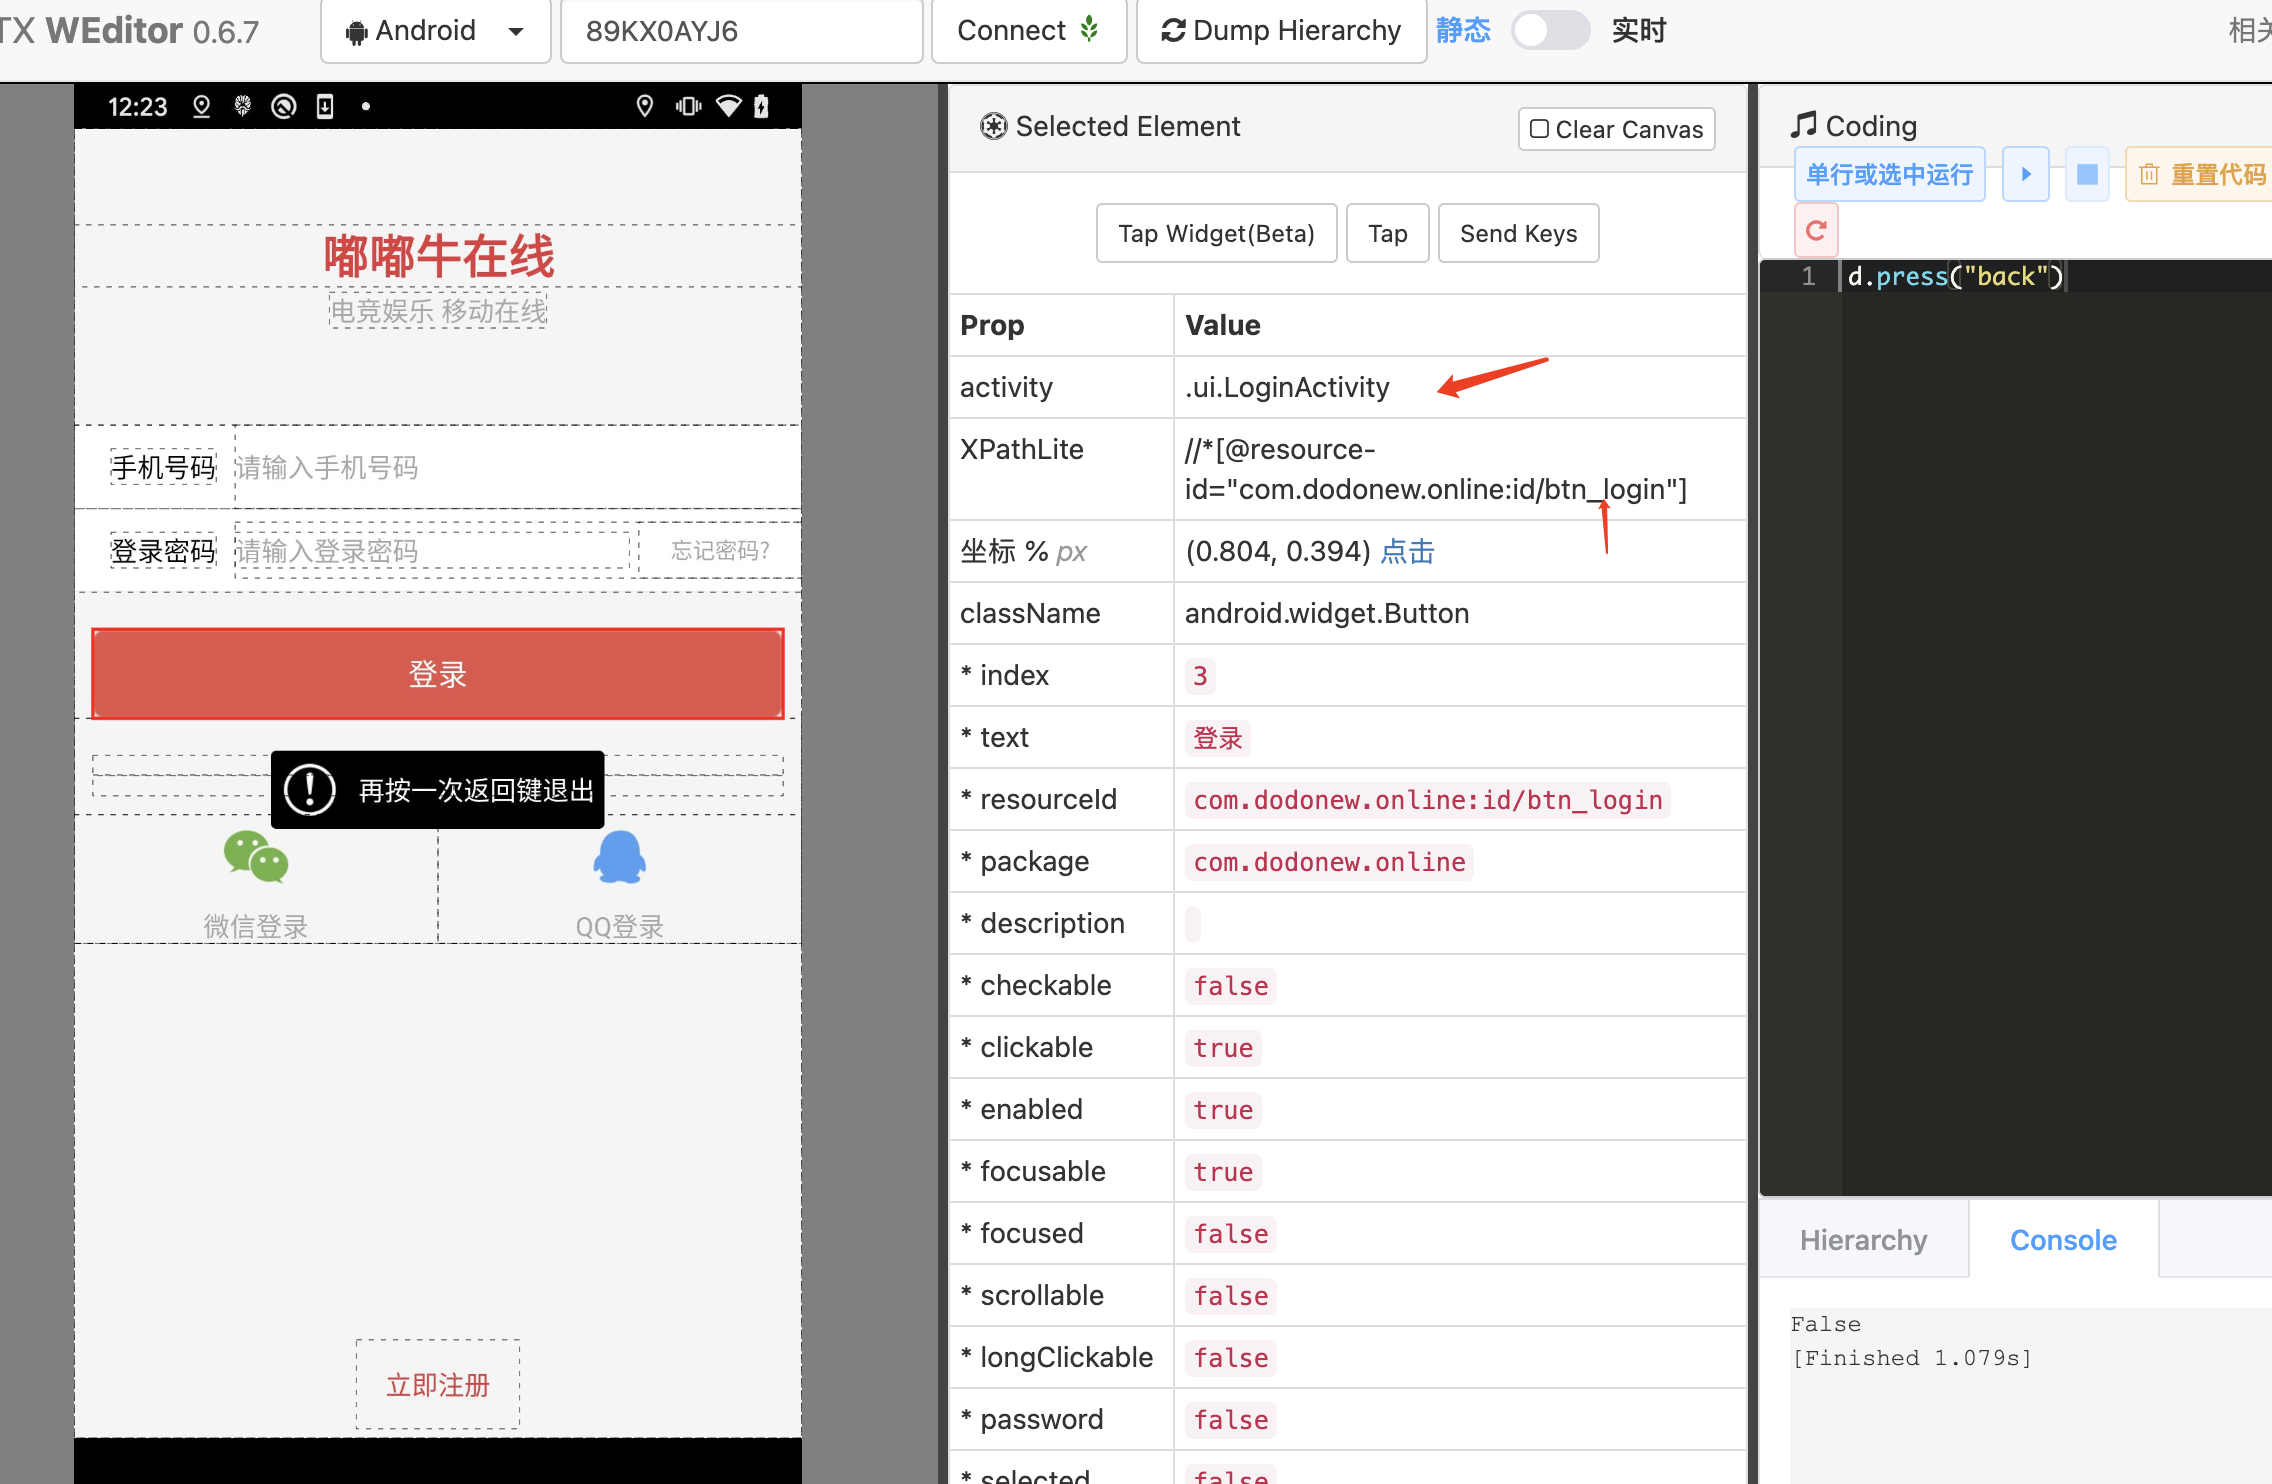 TX WEditor 0.6.7
Android
89KX0AYJ6
Connect
Dump Hierarchy
静态
实时
相关
12:23
嘟嘟牛在线
电竞娱乐 移动在线
手机号码
请输入手机号码
登录密码
请输入登录密码
忘记密码?
登录
再按一次返回键退出
微信登录
QQ登录
立即注册
Selected Element
Clear Canvas
Tap Widget(Beta)
Tap
Send Keys
Prop Value
activity .ui.LoginActivity
XPathLite //*[@resource-
id="com.dodonew.online:id/btn_login"]
坐标 % px (0.804, 0.394) 点击
className android.widget.Button
* index 3
* text 登录
* resourceId com.dodonew.online:id/btn_login
* package com.dodonew.online
* description
* checkable false
* clickable true
* enabled true
* focusable true
* focused false
* scrollable false
* longClickable false
* password false
* selected false
Coding
单行或选中运行
重置代码
1 d.press("back")
Hierarchy
Console
False
[Finished 1.079s]